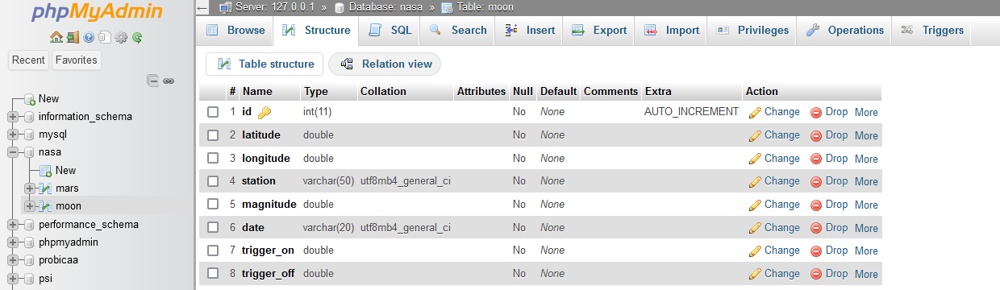 phpMyAdmin
Recent Favorites
New
information_schema
mysql
nasa
New
mars
moon
performance_schema
phpmyadmin
probicaa
psi
Server: 127.0.0.1 » Database: nasa » Table: moon
Browse Structure SQL Search Insert Export Import Privileges Operations Triggers
Table structure Relation view
# Name Type Collation Attributes Null Default Comments Extra Action
1 id int(11) No None AUTO_INCREMENT Change Drop More
2 latitude double No None Change Drop More
3 longitude double No None Change Drop More
4 station varchar(50) utf8mb4_general_ci No None Change Drop More
5 magnitude double No None Change Drop More
6 date varchar(20) utf8mb4_general_ci No None Change Drop More
7 trigger_on double No None Change Drop More
8 trigger_off double No None Change Drop More